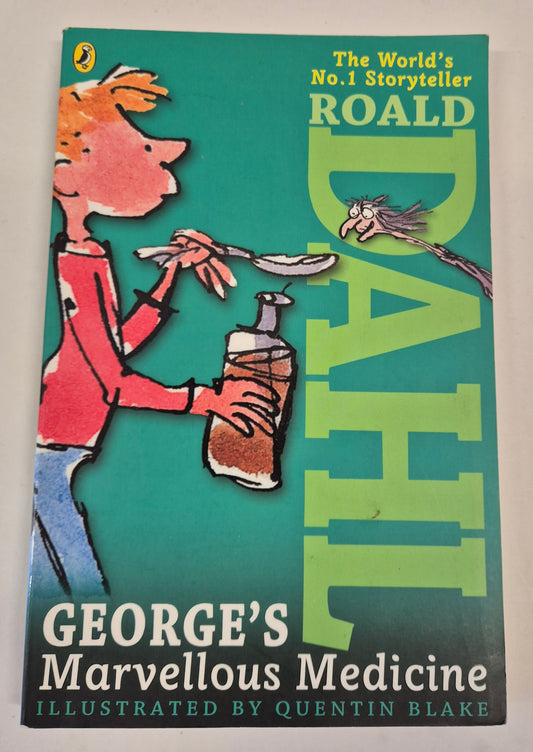 The World's
No.1 Storyteller
ROALD
DAHL
GEORGE'S
Marvellous Medicine
ILLUSTRATED BY QUENTIN BLAKE